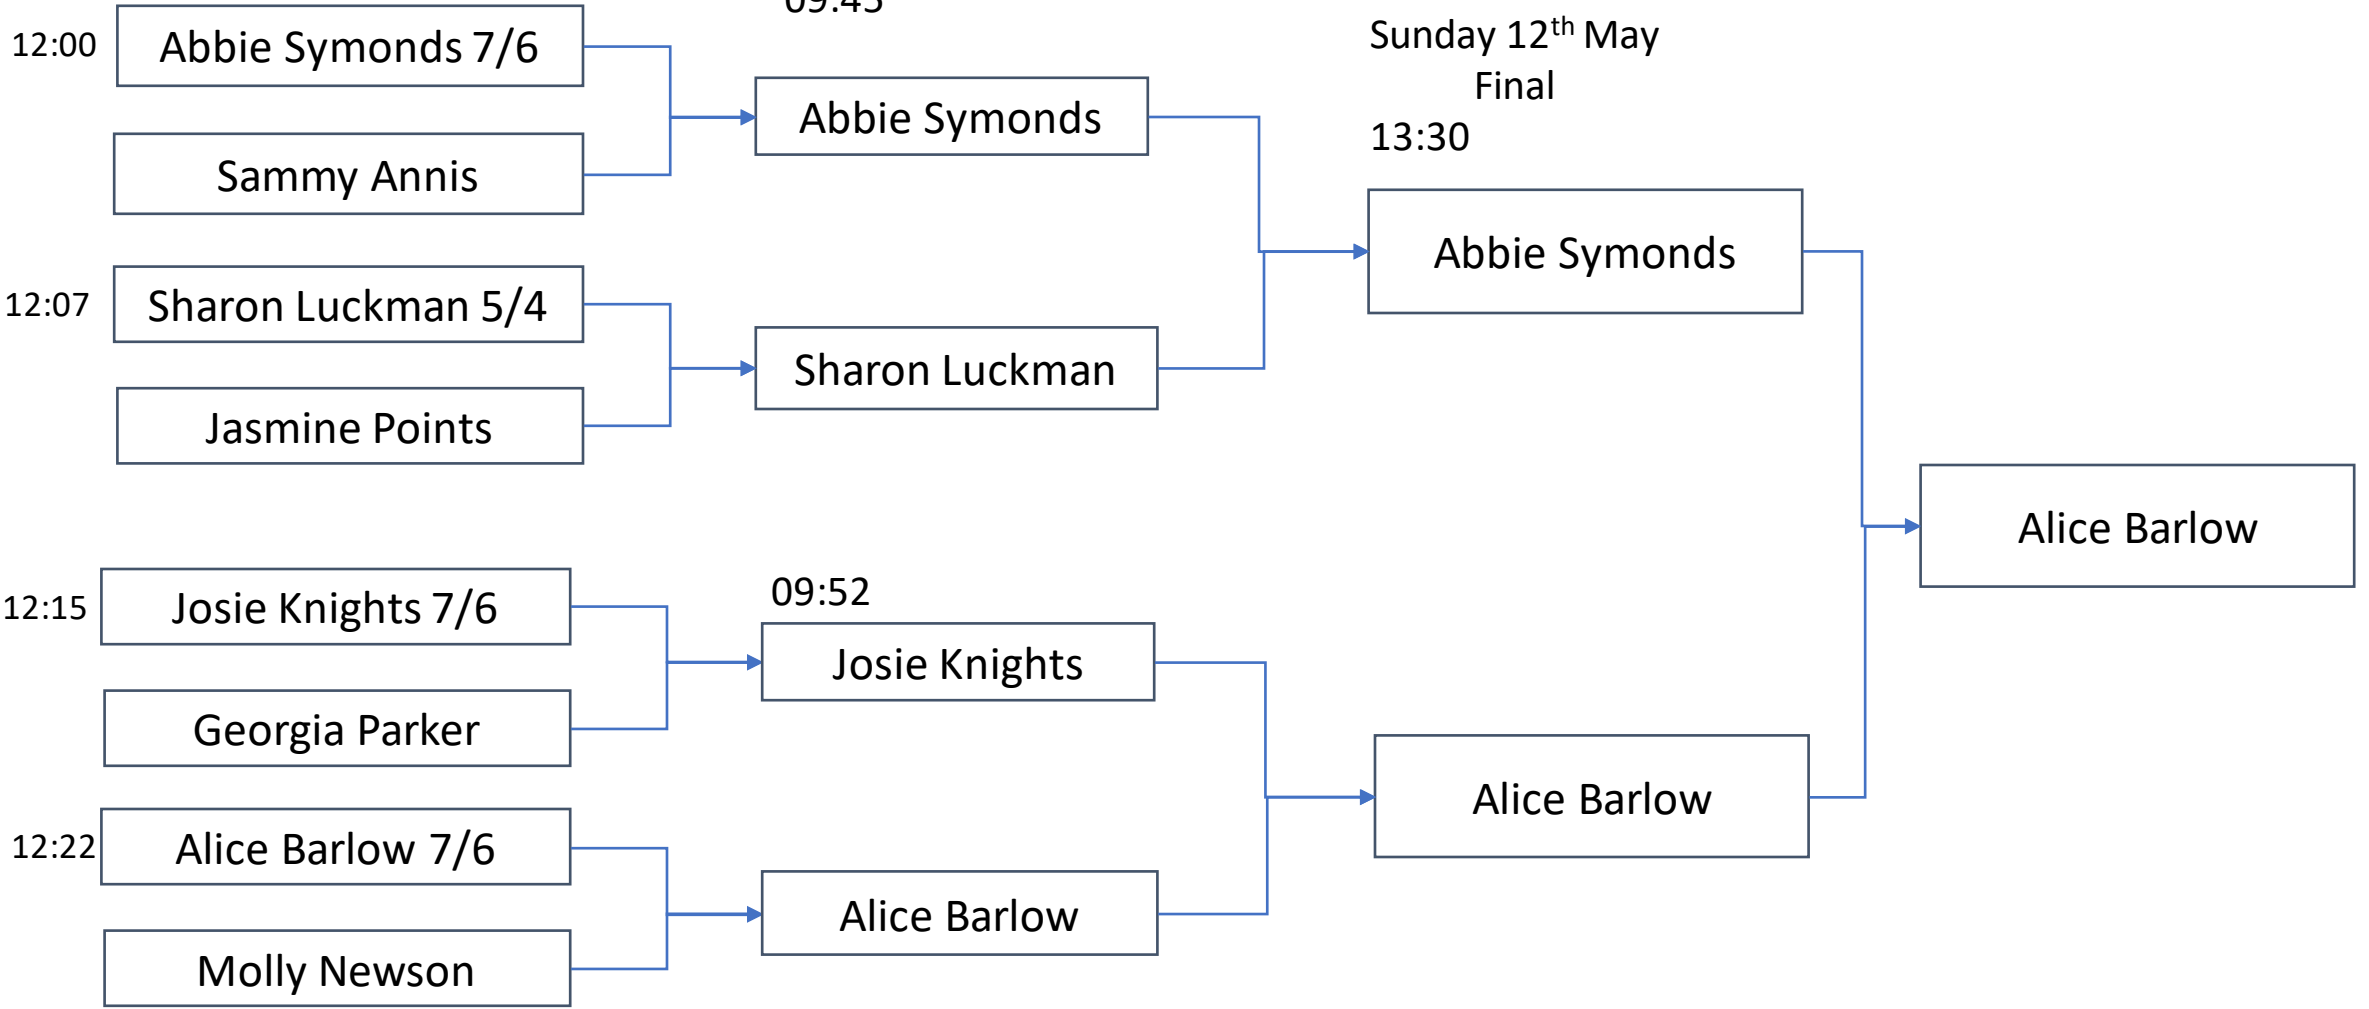 12:00
Abbie Symonds 7/6
Sammy Annis
12:07
Sharon Luckman 5/4
Jasmine Points
12:15
Josie Knights 7/6
Georgia Parker
12:22
Alice Barlow 7/6
Molly Newson
Abbie Symonds
Sharon Luckman
09:52
Josie Knights
Alice Barlow
Sunday 12th May
Final
13:30
Abbie Symonds
Alice Barlow
Alice Barlow